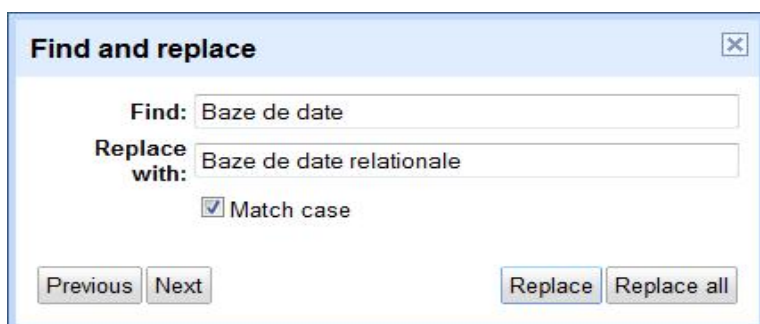 Find and replace
Find: Baze de date
Replace
with: Baze de date relationale
Match case
Previous Next Replace Replace all